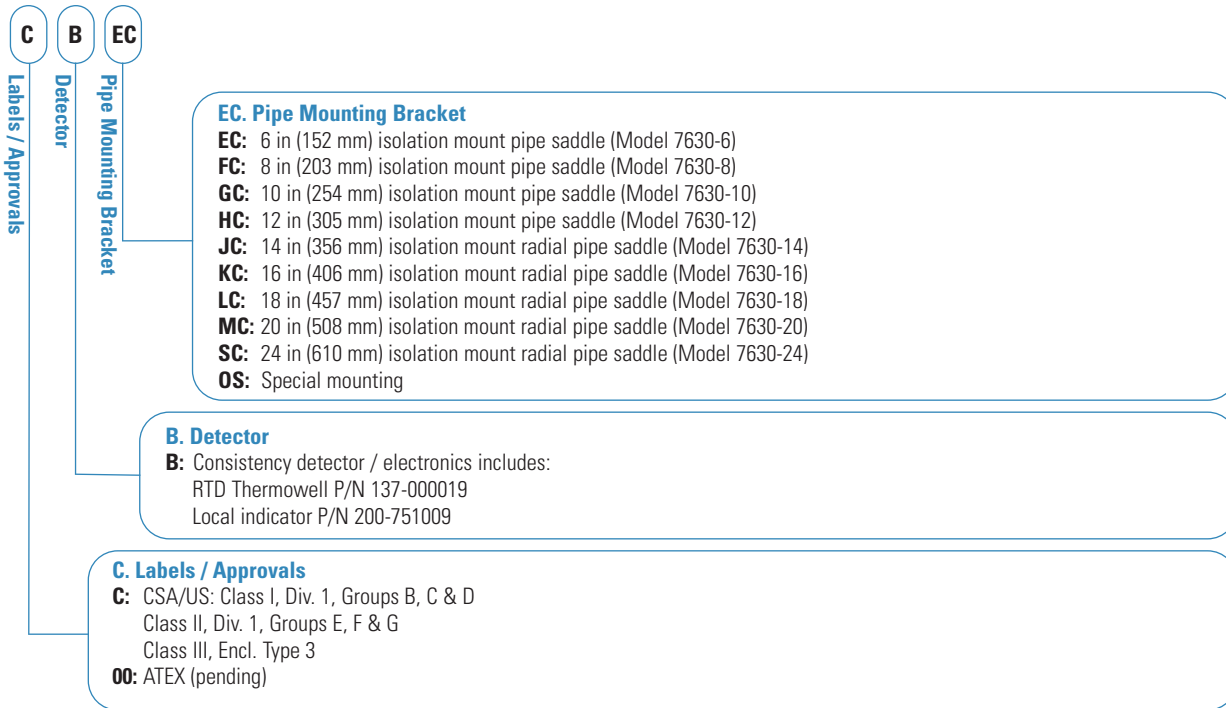 C B EC
Labels / Approvals
Detector
Pipe Mounting Bracket
EC. Pipe Mounting Bracket
EC: 6 in (152 mm) isolation mount pipe saddle (Model 7630-6)
FC: 8 in (203 mm) isolation mount pipe saddle (Model 7630-8)
GC: 10 in (254 mm) isolation mount pipe saddle (Model 7630-10)
HC: 12 in (305 mm) isolation mount pipe saddle (Model 7630-12)
JC: 14 in (356 mm) isolation mount radial pipe saddle (Model 7630-14)
KC: 16 in (406 mm) isolation mount radial pipe saddle (Model 7630-16)
LC: 18 in (457 mm) isolation mount radial pipe saddle (Model 7630-18)
MC: 20 in (508 mm) isolation mount radial pipe saddle (Model 7630-20)
SC: 24 in (610 mm) isolation mount radial pipe saddle (Model 7630-24)
OS: Special mounting
B. Detector
B: Consistency detector / electronics includes:
RTD Thermowell P/N 137-000019
Local indicator P/N 200-751009
C. Labels / Approvals
C: CSA/US: Class I, Div. 1, Groups B, C & D
Class II, Div. 1, Groups E, F & G
Class III, Encl. Type 3
00: ATEX (pending)